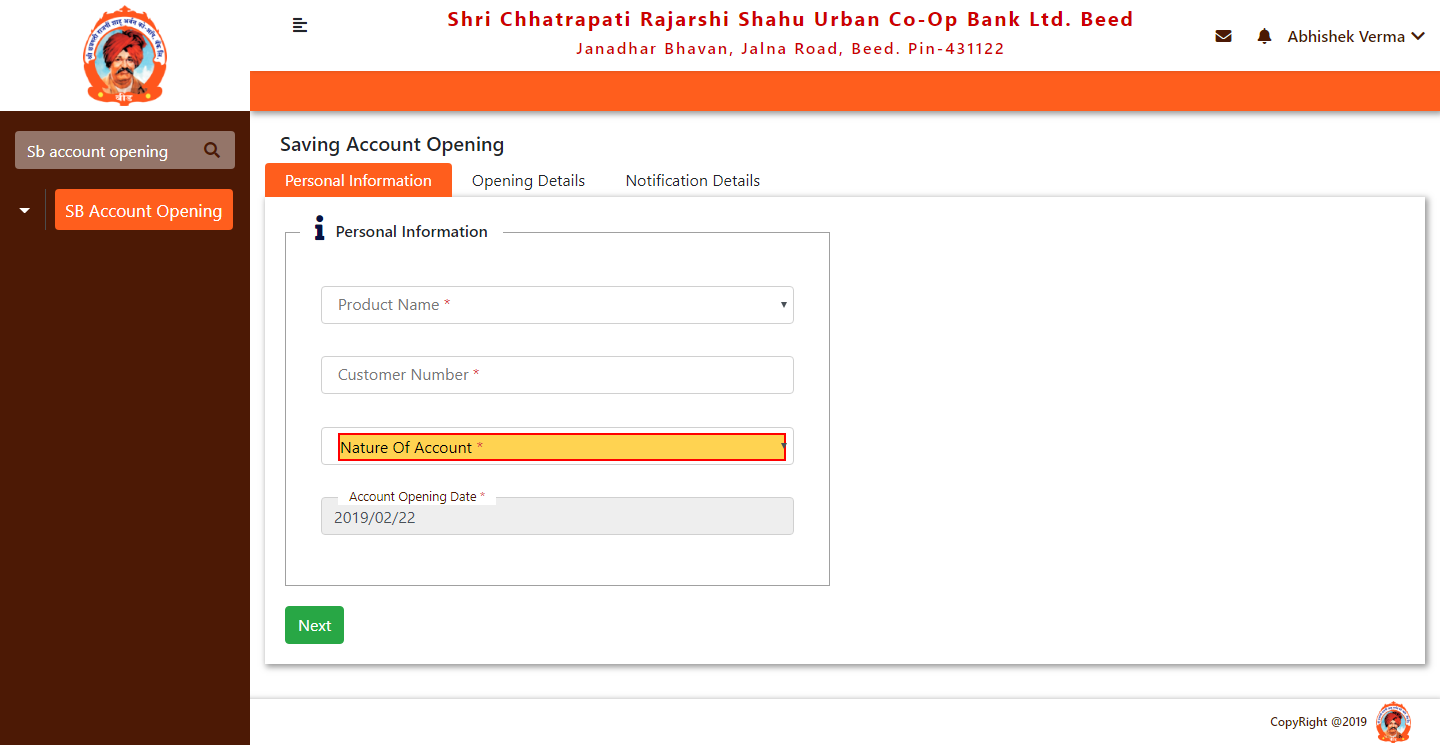 Shri Chhatrapati Rajarshi Shahu Urban Co-Op Bank Ltd. Beed
Janadhar Bhavan, Jalna Road, Beed. Pin-431122
Abhishek Verma
Sb account opening
SB Account Opening
Saving Account Opening
Personal Information
Opening Details
Notification Details
Personal Information
Product Name *
Customer Number *
Nature Of Account *
Account Opening Date *
2019/02/22
Next
CopyRight @2019
बीड